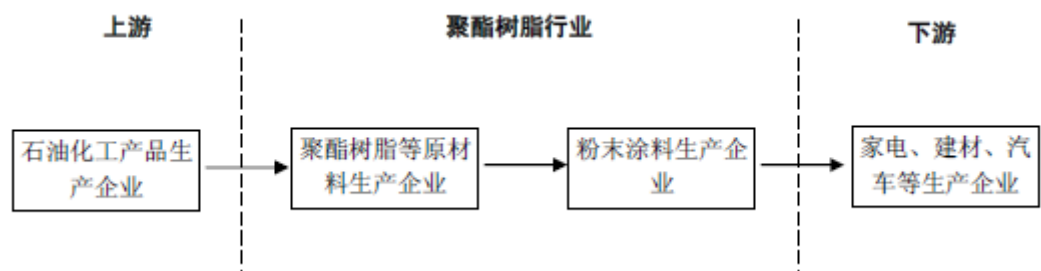 上游
聚酯树脂行业
下游
石油化工产品生
产企业
聚酯树脂等原材
料生产企业
粉末涂料生产企
业
家电、建材、汽
车等生产企业